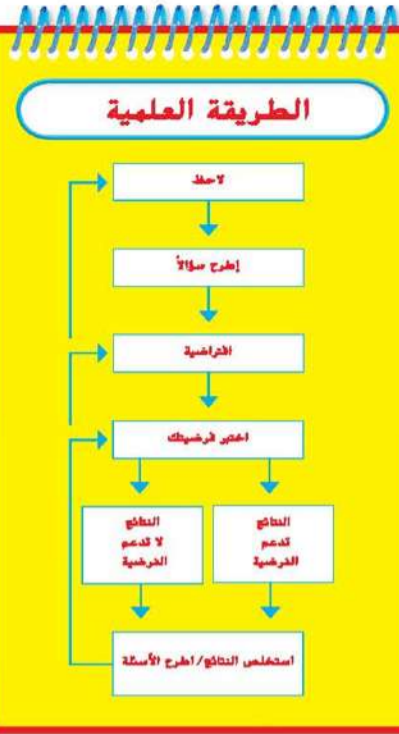 الطريقة العلمية
لاحظ
إطرح سؤالاً
افتراضية
اختبر فرضيتك
النتائج
تدعم
الفرضية
النتائج
لا تدعم
الفرضية
استخلص النتائج/اطرح الأسئلة